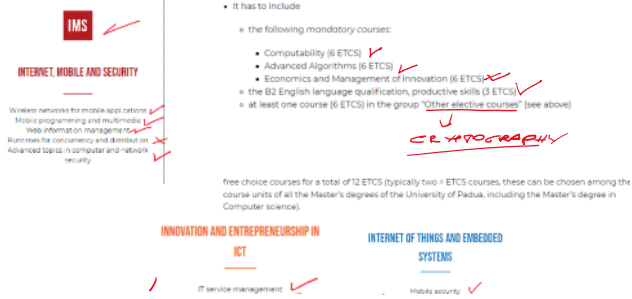 IMS
INTERNET, MOBILE AND SECURITY
Wireless networks for mobile applications
Mobile programming and multimedia
Web information management
Runtimes for concurrency and distribution
Advanced topics in computer and network
security
It has to include
the following mandatory courses:
Computability (6 ETCS)
Advanced Algorithms (6 ETCS)
Economics and Management of Innovation (6 ETCS)
the B2 English language qualification, productive skills (3 ETCS)
at least one course (6 ETCS) in the group "Other elective courses" (see above)
CRYPTOGRAPHY
free choice courses for a total of 12 ETCS (typically two ^ ETCS courses, these can be chosen among the
course units of all the Master's degrees of the University of Padua, including the Master's degree in
Computer science).
INNOVATION AND ENTREPRENEURSHIP IN
ICT
IT service management
INTERNET OF THINGS AND EMBEDDED
SYSTEMS
Mobile security